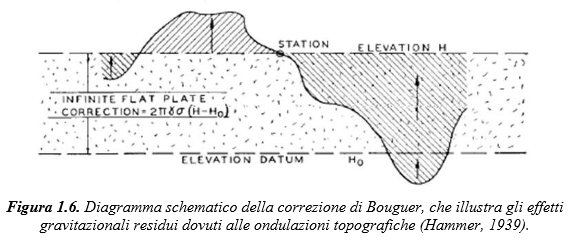 STATION
ELEVATION H
INFINITE FLAT PLATE
CORRECTION = 2πγσ (H-H₀)
ELEVATION DATUM H₀
Figura 1.6. Diagramma schematico della correzione di Bouguer, che illustra gli effetti
gravitazionali residui dovuti alle ondulazioni topografiche (Hammer, 1939).